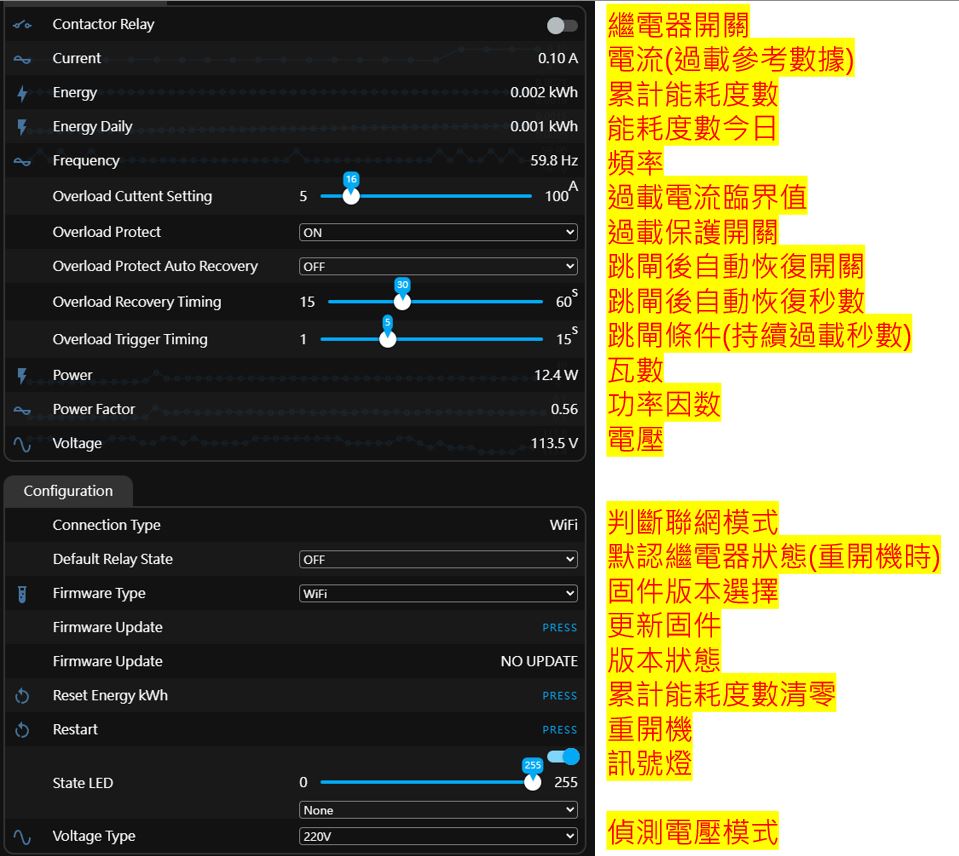 Contactor Relay 繼電器開關
Current 0.10 A 電流(過載參考數據)
Energy 0.002 kWh 累計能耗度數
Energy Daily 0.001 kWh 能耗度數今日
Frequency 59.8 Hz 頻率
Overload Cuttent Setting 5 16 100 A 過載電流臨界值
Overload Protect ON 過載保護開關
Overload Protect Auto Recovery OFF 跳閘後自動恢復開關
Overload Recovery Timing 15 30 60 s 跳閘後自動恢復秒數
Overload Trigger Timing 1 5 15 s 跳閘條件(持續過載秒數)
Power 12.4 W 瓦數
Power Factor 0.56 功率因数
Voltage 113.5 V 電壓
Configuration
Connection Type WiFi 判斷聯網模式
Default Relay State OFF 默認繼電器狀態(重開機時)
Firmware Type WiFi 固件版本選擇
Firmware Update PRESS 更新固件
Firmware Update NO UPDATE 版本狀態
Reset Energy kWh PRESS 累計能耗度數清零
Restart PRESS 重開機
State LED 0 255 255 訊號燈
None
Voltage Type 220V 偵測電壓模式